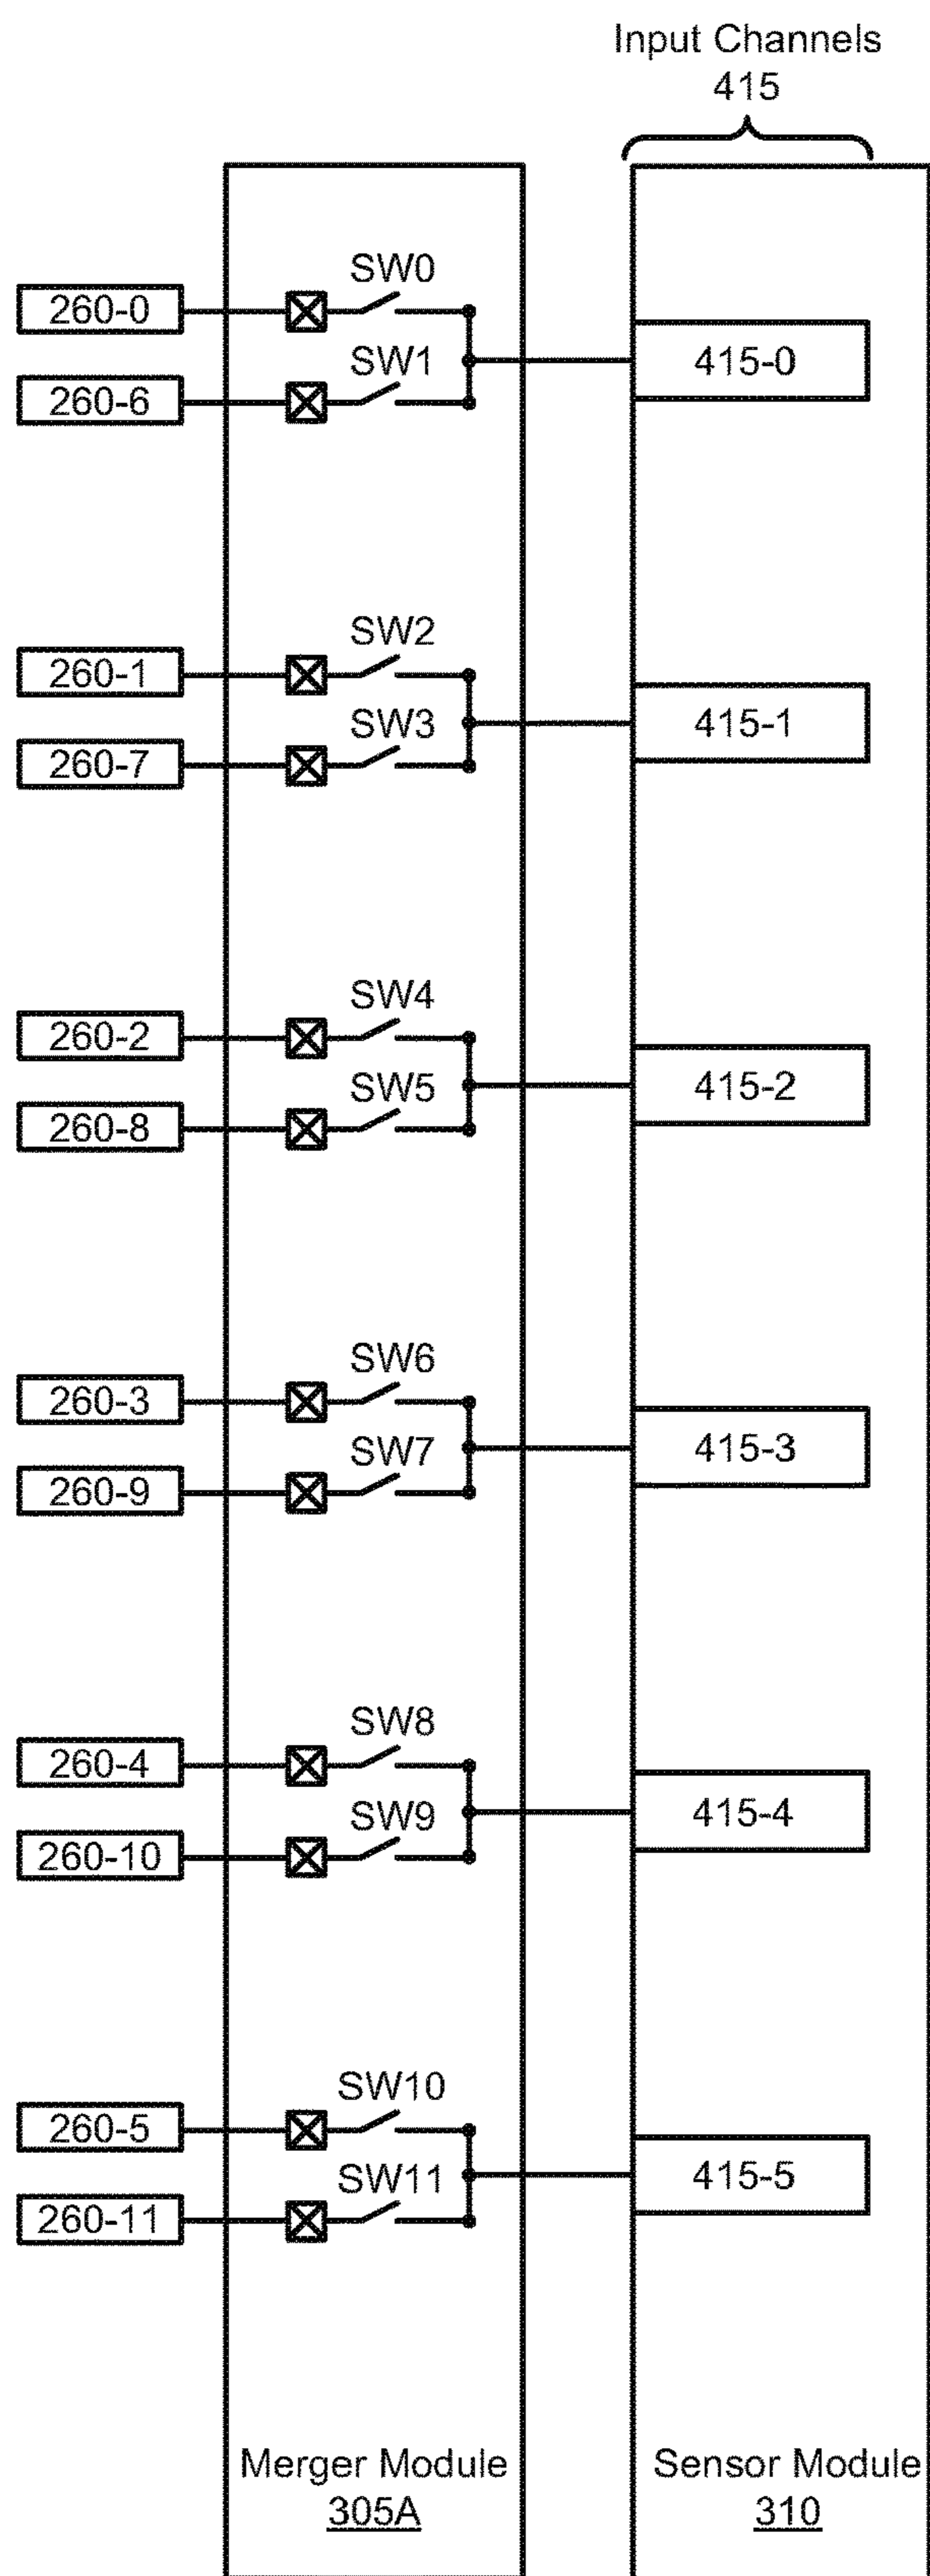 Input Channels
415
SW0
260-0
SW1
415-0
260-6
SW2
260-1
SW3
415-1
260-7
SW4
260-2
SW5
415-2
260-8
SW6
260-3
SW7
415-3
260-9
SW8
260-4
SW9
415-4
260-10
SW10
260-5
SW11
415-5
260-11
Merger Module
305A
Sensor Module
310